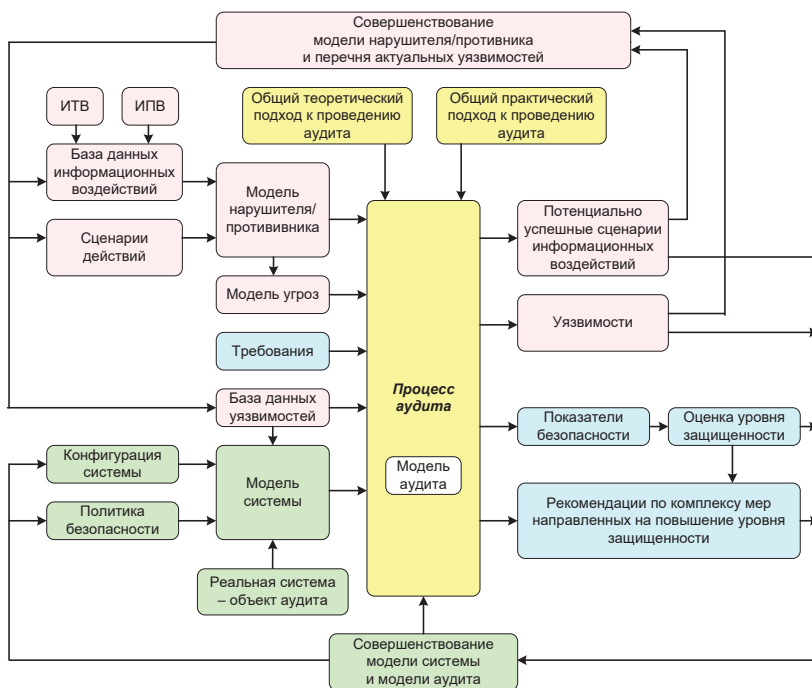 Совершенствование
модели нарушителя/противника
и перечня актуальных уязвимостей
ИТВ
ИПВ
Общий теоретический
подход к проведению
аудита
Общий практический
подход к проведению
аудита
База данных
информационных
воздействий
Модель
нарушителя/
протививника
Сценарии
действий
Модель угроз
Требования
База данных
уязвимостей
Конфигурация
системы
Политика
безопасности
Модель
системы
Реальная система
– объект аудита
Процесс
аудита
Модель
аудита
Потенциально
успешные сценарии
информационных
воздействий
Уязвимости
Показатели
безопасности
Оценка уровня
защищенности
Рекомендации по комплексу мер
направленных на повышение уровня
защищенности
Совершенствование
модели системы
и модели аудита